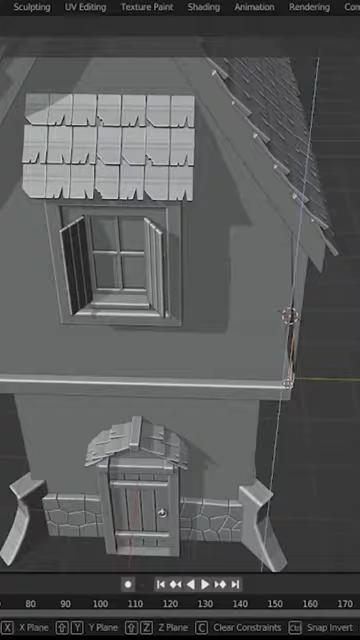 Sculpting UV Editing Texture Paint Shading Animation Rendering
80 90 100 110 120 130 140 150 160 170
X X Plane Y Y Plane Z Z Plane C Clear Constraints Ctrl Snap Invert